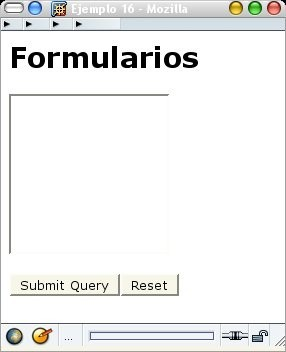 Ejemplo 16 - Mozilla
Formularios
Submit Query Reset
...